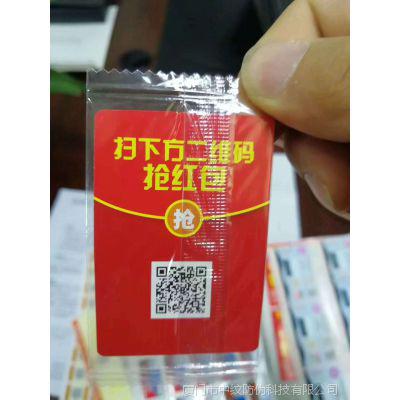 扫下方二维码
抢红包
抢
厦门市中纹防伪科技有限公司